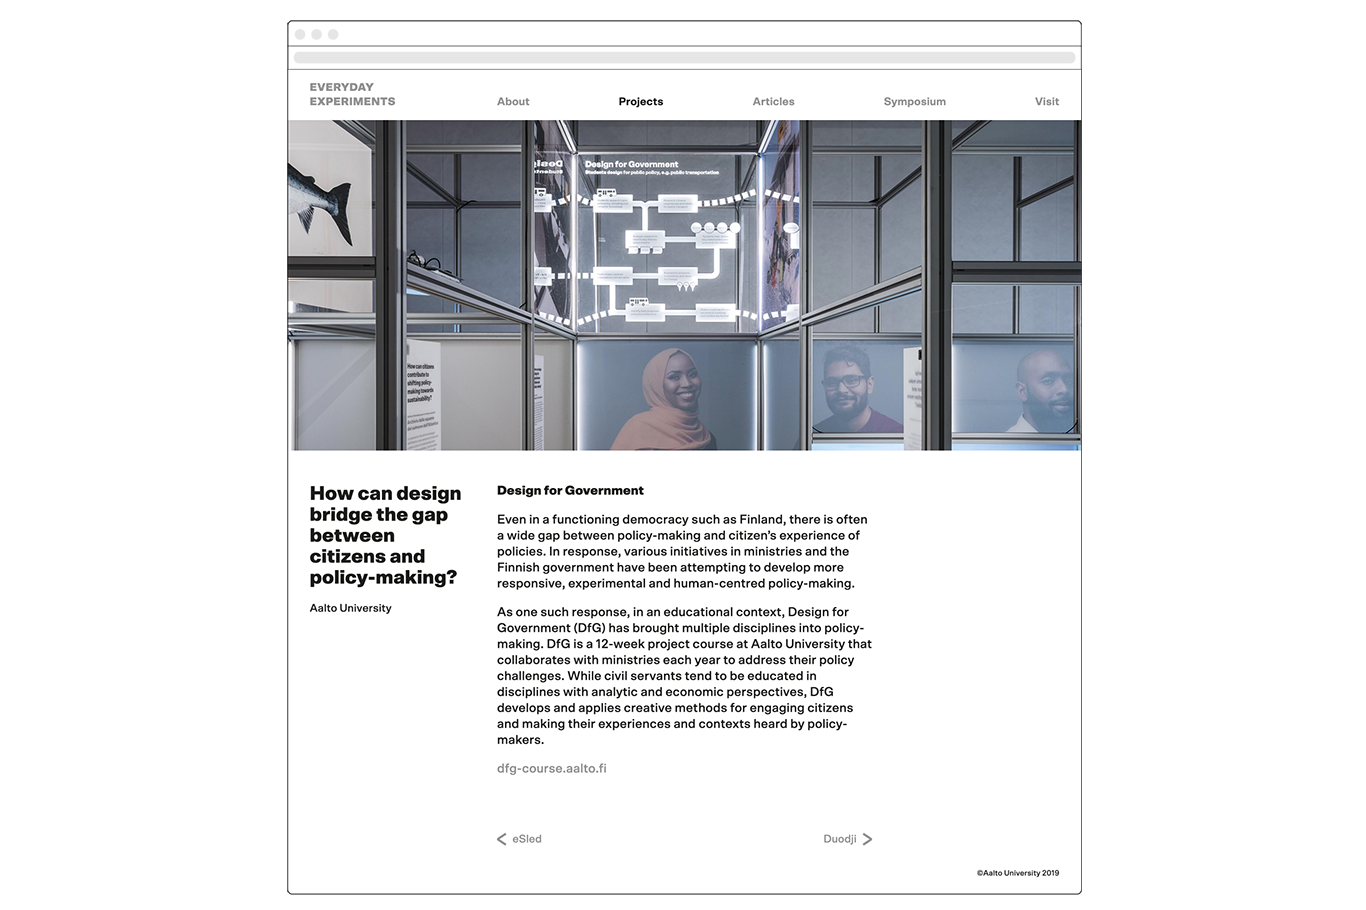 EVERYDAY
EXPERIMENTS
About
Projects
Articles
Symposium
Visit
Design for Government
Students design for public policy, e.g. public transportation
How can citizens
contribute to
shifting policy-
making towards
sustainability?
How can design
bridge the gap
between
citizens and
policy-making?
Aalto University
Design for Government
Even in a functioning democracy such as Finland, there is often
a wide gap between policy-making and citizen’s experience of
policies. In response, various initiatives in ministries and the
Finnish government have been attempting to develop more
responsive, experimental and human-centred policy-making.
As one such response, in an educational context, Design for
Government (DfG) has brought multiple disciplines into policy-
making. DfG is a 12-week project course at Aalto University that
collaborates with ministries each year to address their policy
challenges. While civil servants tend to be educated in
disciplines with analytic and economic perspectives, DfG
develops and applies creative methods for engaging citizens
and making their experiences and contexts heard by policy-
makers.
dfg-course.aalto.fi
< eSled
Duodji >
©Aalto University 2019